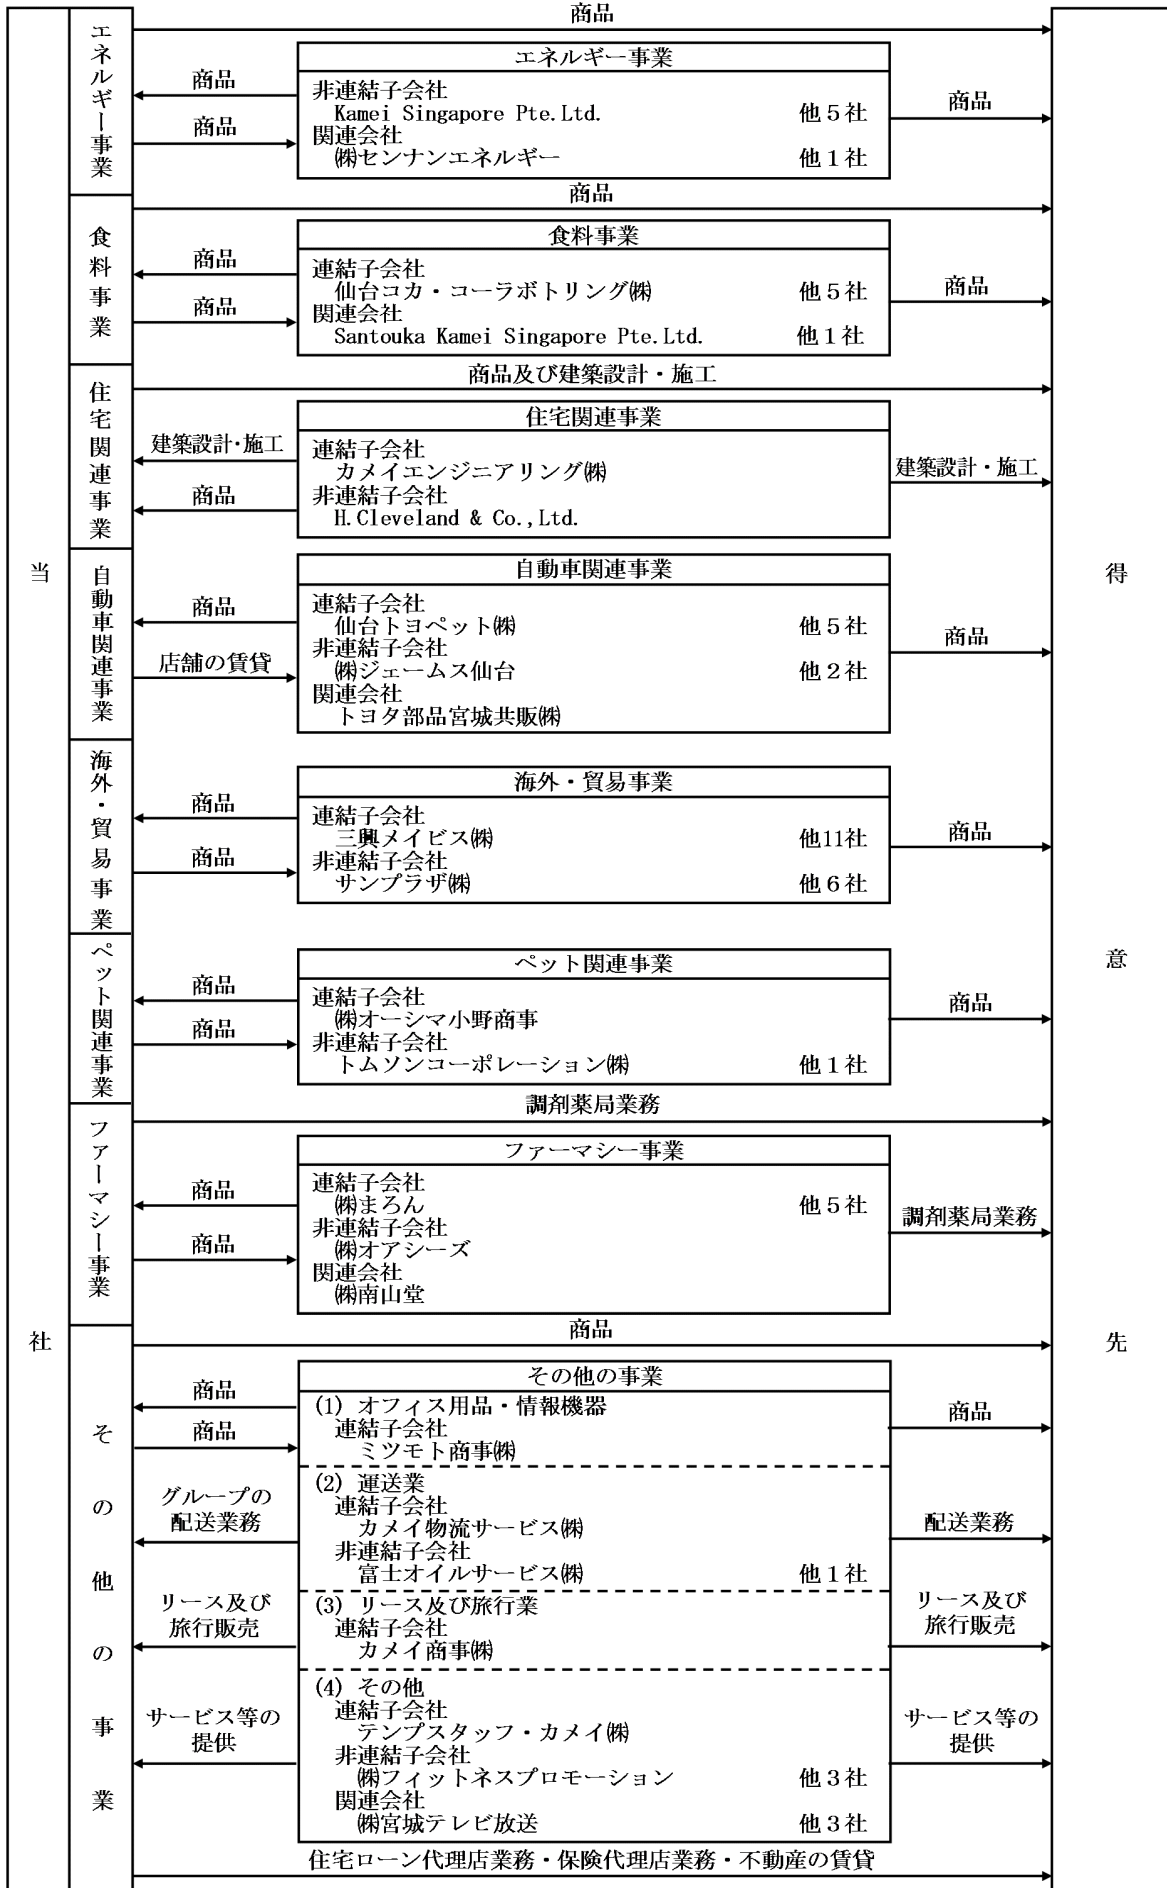 当社
得意先
エネルギー事業
商品
エネルギー事業
商品
商品
非連結子会社
Kamei Singapore Pte.Ltd. 他5社
関連会社
㈱センナンエネルギー 他1社
商品
食料事業
商品
食料事業
商品
商品
連結子会社
仙台コカ・コーラボトリング㈱ 他5社
関連会社
Santouka Kamei Singapore Pte.Ltd. 他1社
商品
住宅関連事業
商品及び建築設計・施工
住宅関連事業
建築設計・施工
商品
連結子会社
カメイエンジニアリング㈱
非連結子会社
H.Cleveland & Co.,Ltd.
建築設計・施工
自動車関連事業
自動車関連事業
商品
店舗の賃貸
連結子会社
仙台トヨペット㈱ 他5社
非連結子会社
㈱ジェームス仙台 他2社
関連会社
トヨタ部品宮城共販㈱
商品
海外・貿易事業
海外・貿易事業
商品
商品
連結子会社
三興メイビス㈱ 他11社
非連結子会社
サンプラザ㈱ 他6社
商品
ペット関連事業
ペット関連事業
商品
商品
連結子会社
㈱オーシマ小野商事
非連結子会社
トムソンコーポレーション㈱ 他1社
商品
ファーマシー事業
調剤薬局業務
ファーマシー事業
商品
商品
連結子会社
㈱まろん 他5社
非連結子会社
㈱オアシーズ
関連会社
㈱南山堂
調剤薬局業務
その他の事業
商品
その他の事業
商品
商品
(1) オフィス用品・情報機器
連結子会社
ミツモト商事㈱
商品
グループの
配送業務
(2) 運送業
連結子会社
カメイ物流サービス㈱
非連結子会社
富士オイルサービス㈱ 他1社
配送業務
リース及び
旅行販売
(3) リース及び旅行業
連結子会社
カメイ商事㈱
リース及び
旅行販売
サービス等の
提供
(4) その他
連結子会社
テンプスタッフ・カメイ㈱
非連結子会社
㈱フィットネスプロモーション 他3社
関連会社
㈱宮城テレビ放送 他3社
サービス等の
提供
住宅ローン代理店業務・保険代理店業務・不動産の賃貸